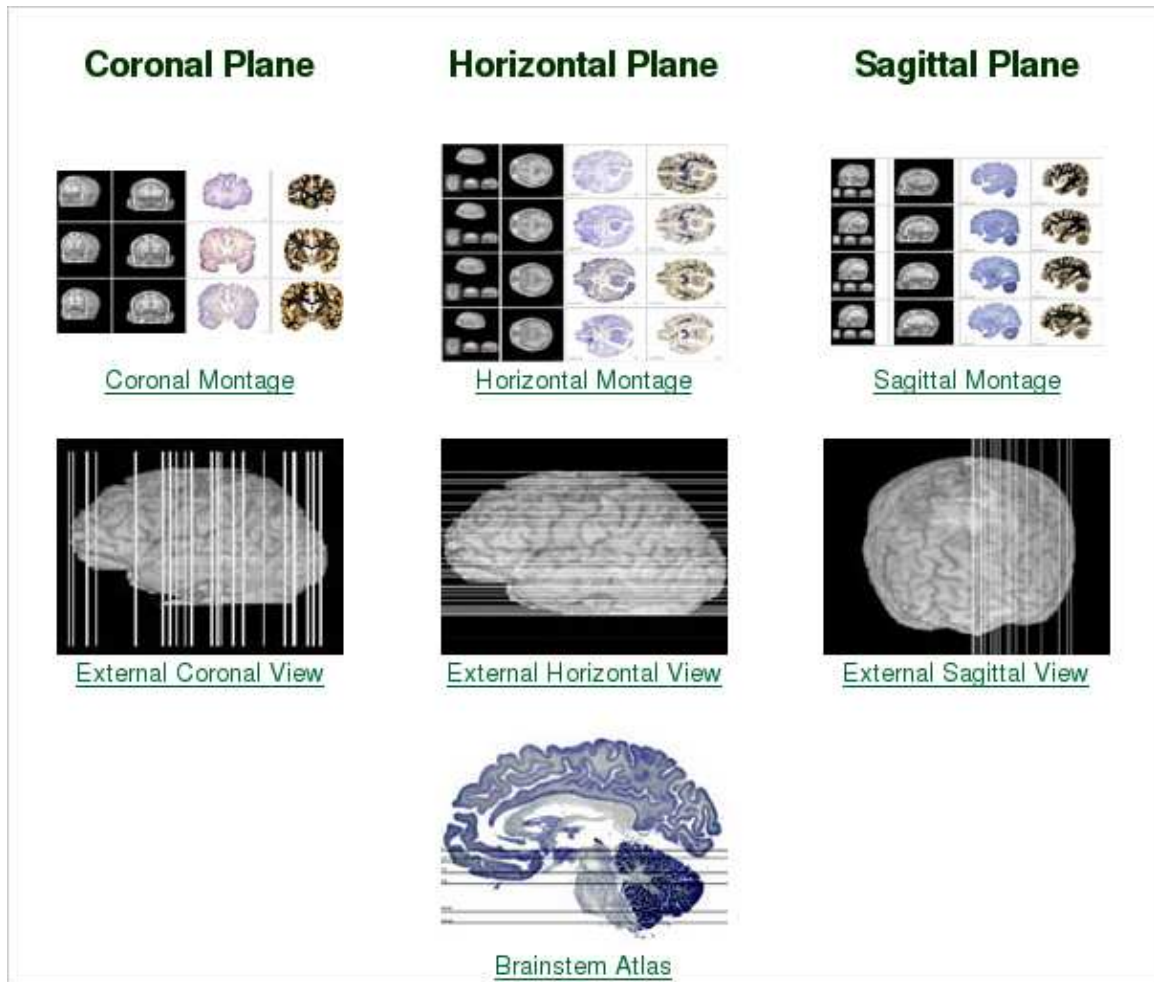 Coronal Plane
Horizontal Plane
Sagittal Plane
Coronal Montage
Horizontal Montage
Sagittal Montage
External Coronal View
External Horizontal View
External Sagittal View
Brainstem Atlas